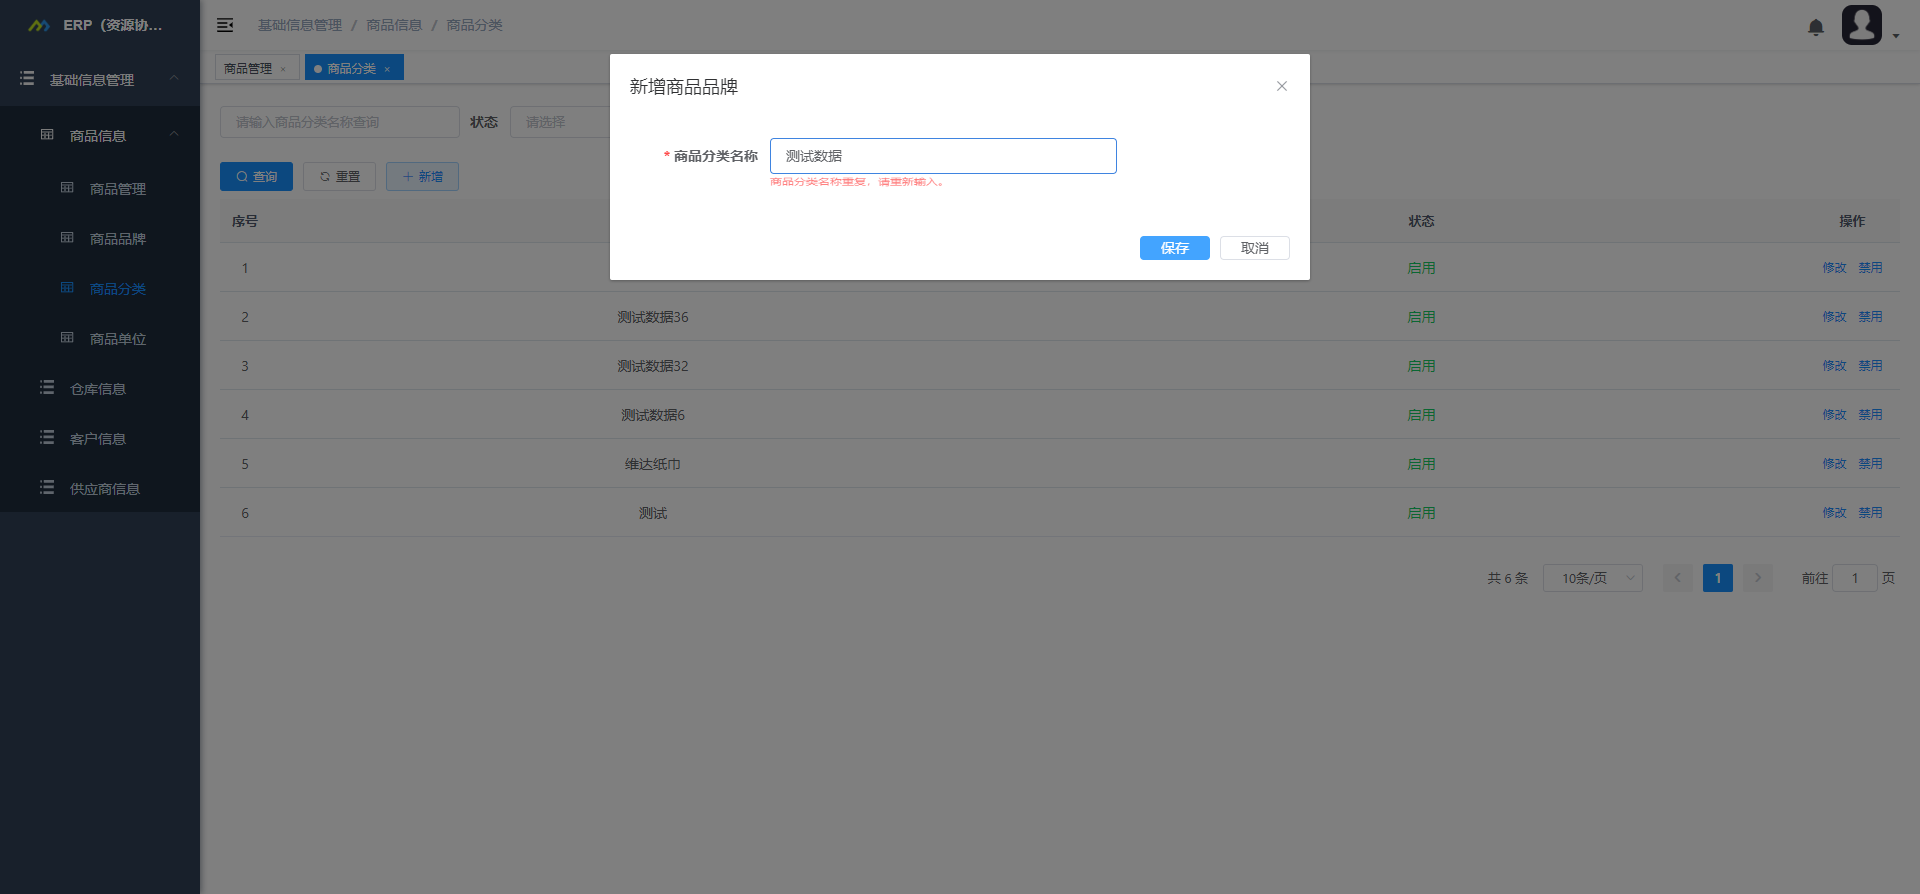 ERP（资源协...
基础信息管理 / 商品信息 / 商品分类
商品管理 ×
商品分类 ×
基础信息管理
商品信息
商品管理
商品品牌
商品分类
商品单位
仓库信息
客户信息
供应商信息
请输入商品分类名称查询 状态 请选择
查询 重置 新增
新增商品品牌
* 商品分类名称 测试数据
商品分类名称重复，请重新输入。
保存 取消
序号 状态 操作
1 启用 修改 禁用
2 测试数据36 启用 修改 禁用
3 测试数据32 启用 修改 禁用
4 测试数据6 启用 修改 禁用
5 维达纸巾 启用 修改 禁用
6 测试 启用 修改 禁用
共 6 条 10条/页 1 前往 1 页